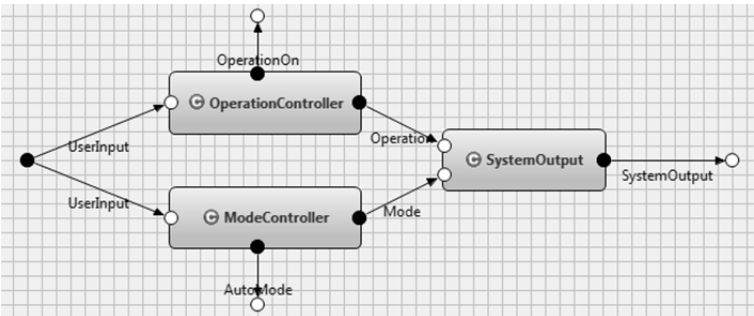 OperationOn
© OperationController
UserInput
Operation
© SystemOutput
SystemOutput
UserInput
© ModeController
Mode
AutoMode